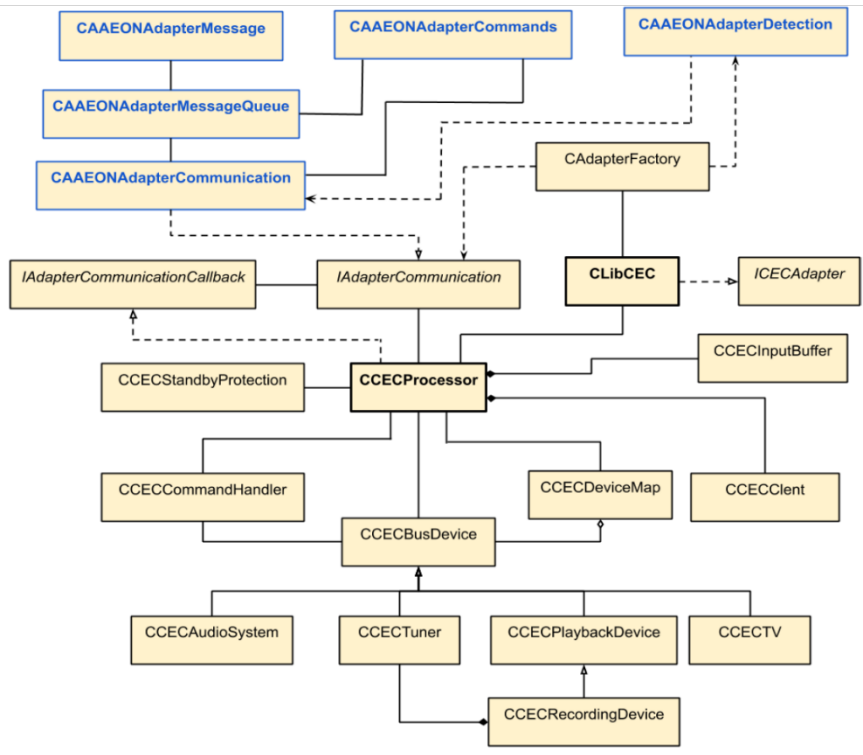 CAAEONAdapterMessage
CAAEONAdapterCommands
CAAEONAdapterDetection
CAAEONAdapterMessageQueue
CAAEONAdapterCommunication
CAdapterFactory
IAdapterCommunicationCallback
IAdapterCommunication
CLibCEC
ICECAdapter
CCECStandbyProtection
CCECProcessor
CCECInputBuffer
CCECCommandHandler
CCECDeviceMap
CCECClent
CCECBusDevice
CCECAudioSystem
CCECTuner
CCECPlaybackDevice
CCECTV
CCECRecordingDevice